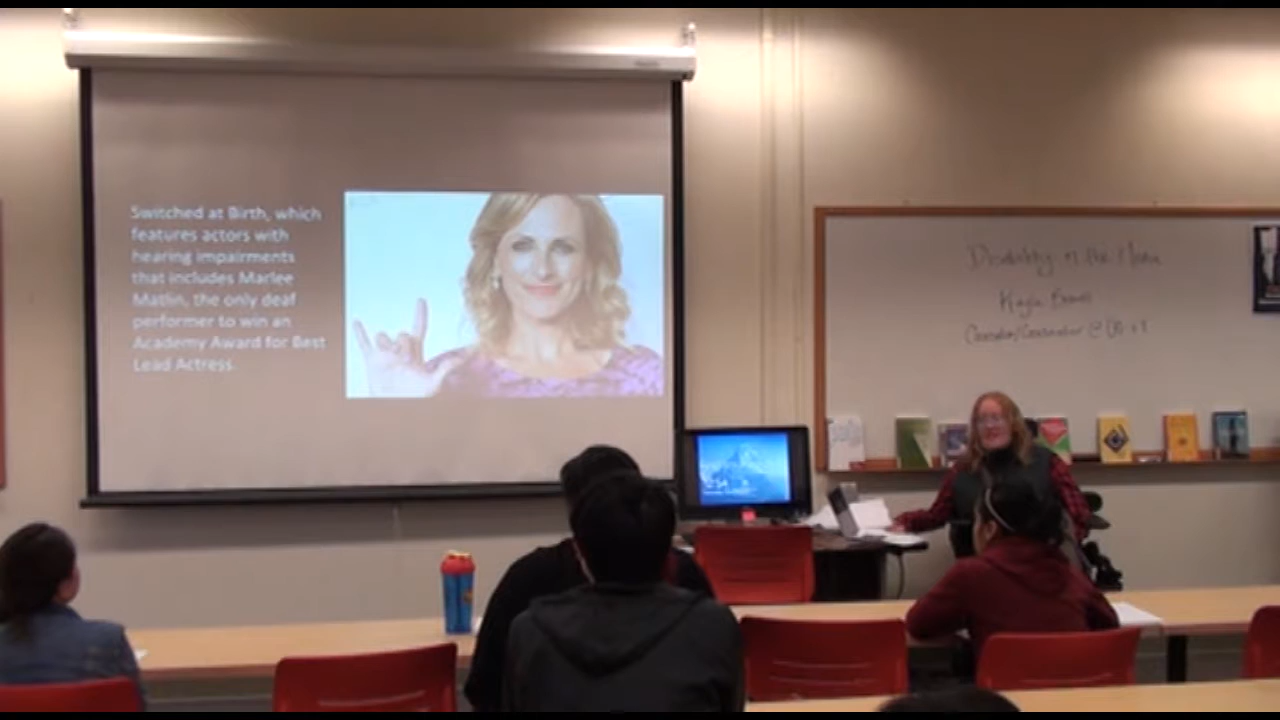 Switched at Birth, which
features actors with
hearing impairments
that includes Marlee
Matlin, the only deaf
performer to win an
Academy Award for Best
Lead Actress.
Disability in the Media